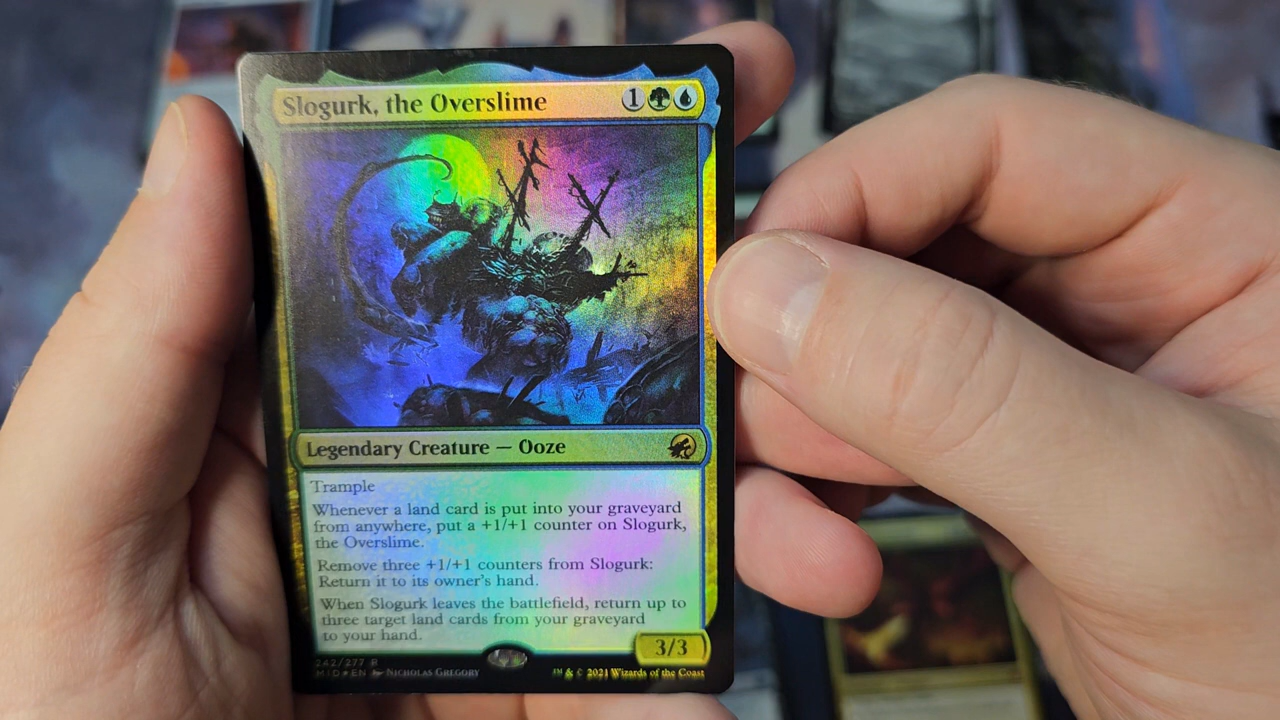 Slogurk, the Overslime 1
Legendary Creature — Ooze
Trample
Whenever a land card is put into your graveyard
from anywhere, put a +1/+1 counter on Slogurk,
the Overslime.
Remove three +1/+1 counters from Slogurk:
Return it to its owner's hand.
When Slogurk leaves the battlefield, return up to
three target land cards from your graveyard
to your hand.
3/3
242/277 R
MID★EN Nicholas Gregory ™ & © 2021 Wizards of the Coast